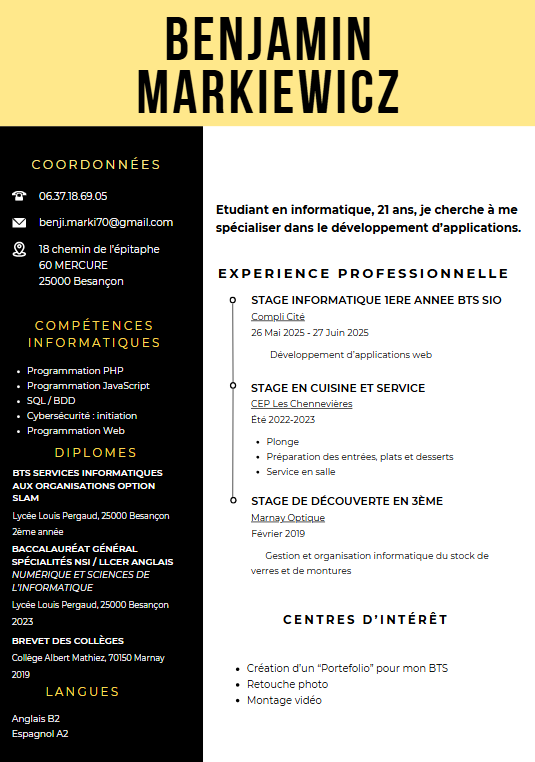 BENJAMIN
MARKIEWICZ
COORDONNÉES
06.37.18.69.05
benji.marki70@gmail.com
18 chemin de l'épitaphe
60 MERCURE
25000 Besançon
COMPÉTENCES
INFORMATIQUES
• Programmation PHP
• Programmation JavaScript
• SQL / BDD
• Cybersécurité : initiation
• Programmation Web
DIPLOMES
BTS SERVICES INFORMATIQUES
AUX ORGANISATIONS OPTION
SLAM
Lycée Louis Pergaud, 25000 Besançon
2ème année
BACCALAURÉAT GÉNÉRAL
SPÉCIALITÉS NSI / LLCER ANGLAIS
NUMÉRIQUE ET SCIENCES DE
L'INFORMATIQUE
Lycée Louis Pergaud, 25000 Besançon
2023
BREVET DES COLLÈGES
Collège Albert Mathiez, 70150 Marnay
2019
LANGUES
Anglais B2
Espagnol A2
Etudiant en informatique, 21 ans, je cherche à me
spécialiser dans le développement d'applications.
EXPERIENCE PROFESSIONNELLE
STAGE INFORMATIQUE 1ERE ANNEE BTS SIO
Compli Cité
26 Mai 2025 - 27 Juin 2025
Développement d'applications web
STAGE EN CUISINE ET SERVICE
CEP Les Chennevières
Été 2022-2023
• Plonge
• Préparation des entrées, plats et desserts
• Service en salle
STAGE DE DÉCOUVERTE EN 3ÈME
Marnay Optique
Février 2019
Gestion et organisation informatique du stock de
verres et de montures
CENTRES D'INTÉRÊT
• Création d'un "Portefolio" pour mon BTS
• Retouche photo
• Montage vidéo